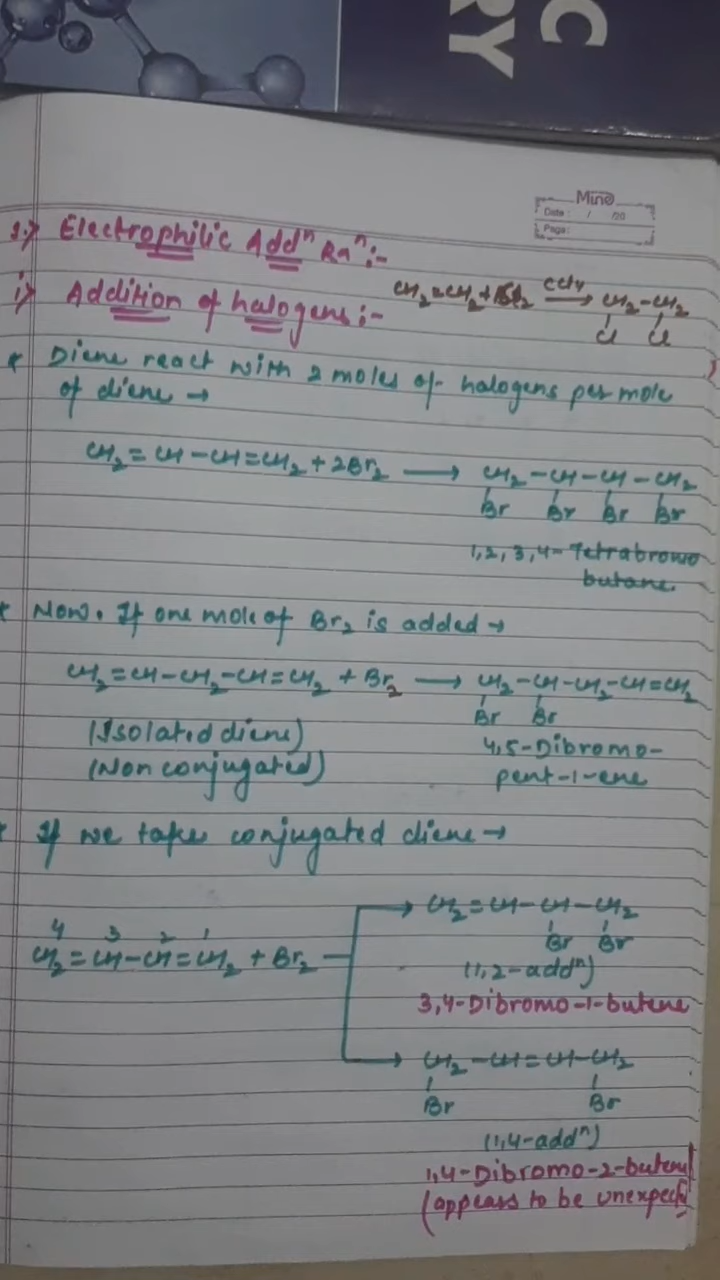 C
RY
Mino
Date : / /20
Page:
1.> Electrophilic Addⁿ Rxⁿ:-
i> Addition of halogens:-
CH₂=CH₂ + Cl₂ CCl₄ → CH₂-CH₂
Cl Cl
* Diene react with 2 moles of halogens per mole
of diene →
CH₂=CH-CH=CH₂ + 2Br₂ → CH₂-CH-CH-CH₂
Br Br Br Br
1,2,3,4-Tetrabromo
butane.
* Now. If one mole of Br₂ is added →
CH₂=CH-CH₂-CH=CH₂ + Br₂ → CH₂-CH-CH₂-CH=CH₂
Br Br
(Isolated diene)
(Non conjugated)
4,5-Dibromo-
pent-1-ene
* If we take conjugated diene →
4 3 2 1
CH₂=CH-CH=CH₂ + Br₂
CH₂=CH-CH-CH₂
Br Br
(1,2-addⁿ)
3,4-Dibromo-1-butene
CH₂-CH=CH-CH₂
Br Br
(1,4-addⁿ)
1,4-Dibromo-2-butene
(appears to be